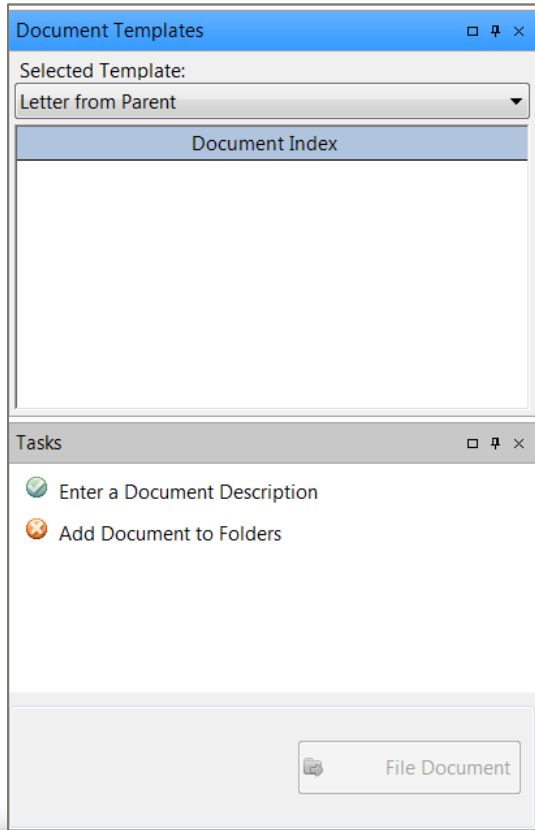 Document Templates
Selected Template:
Letter from Parent
Document Index
Tasks
Enter a Document Description
Add Document to Folders
File Document